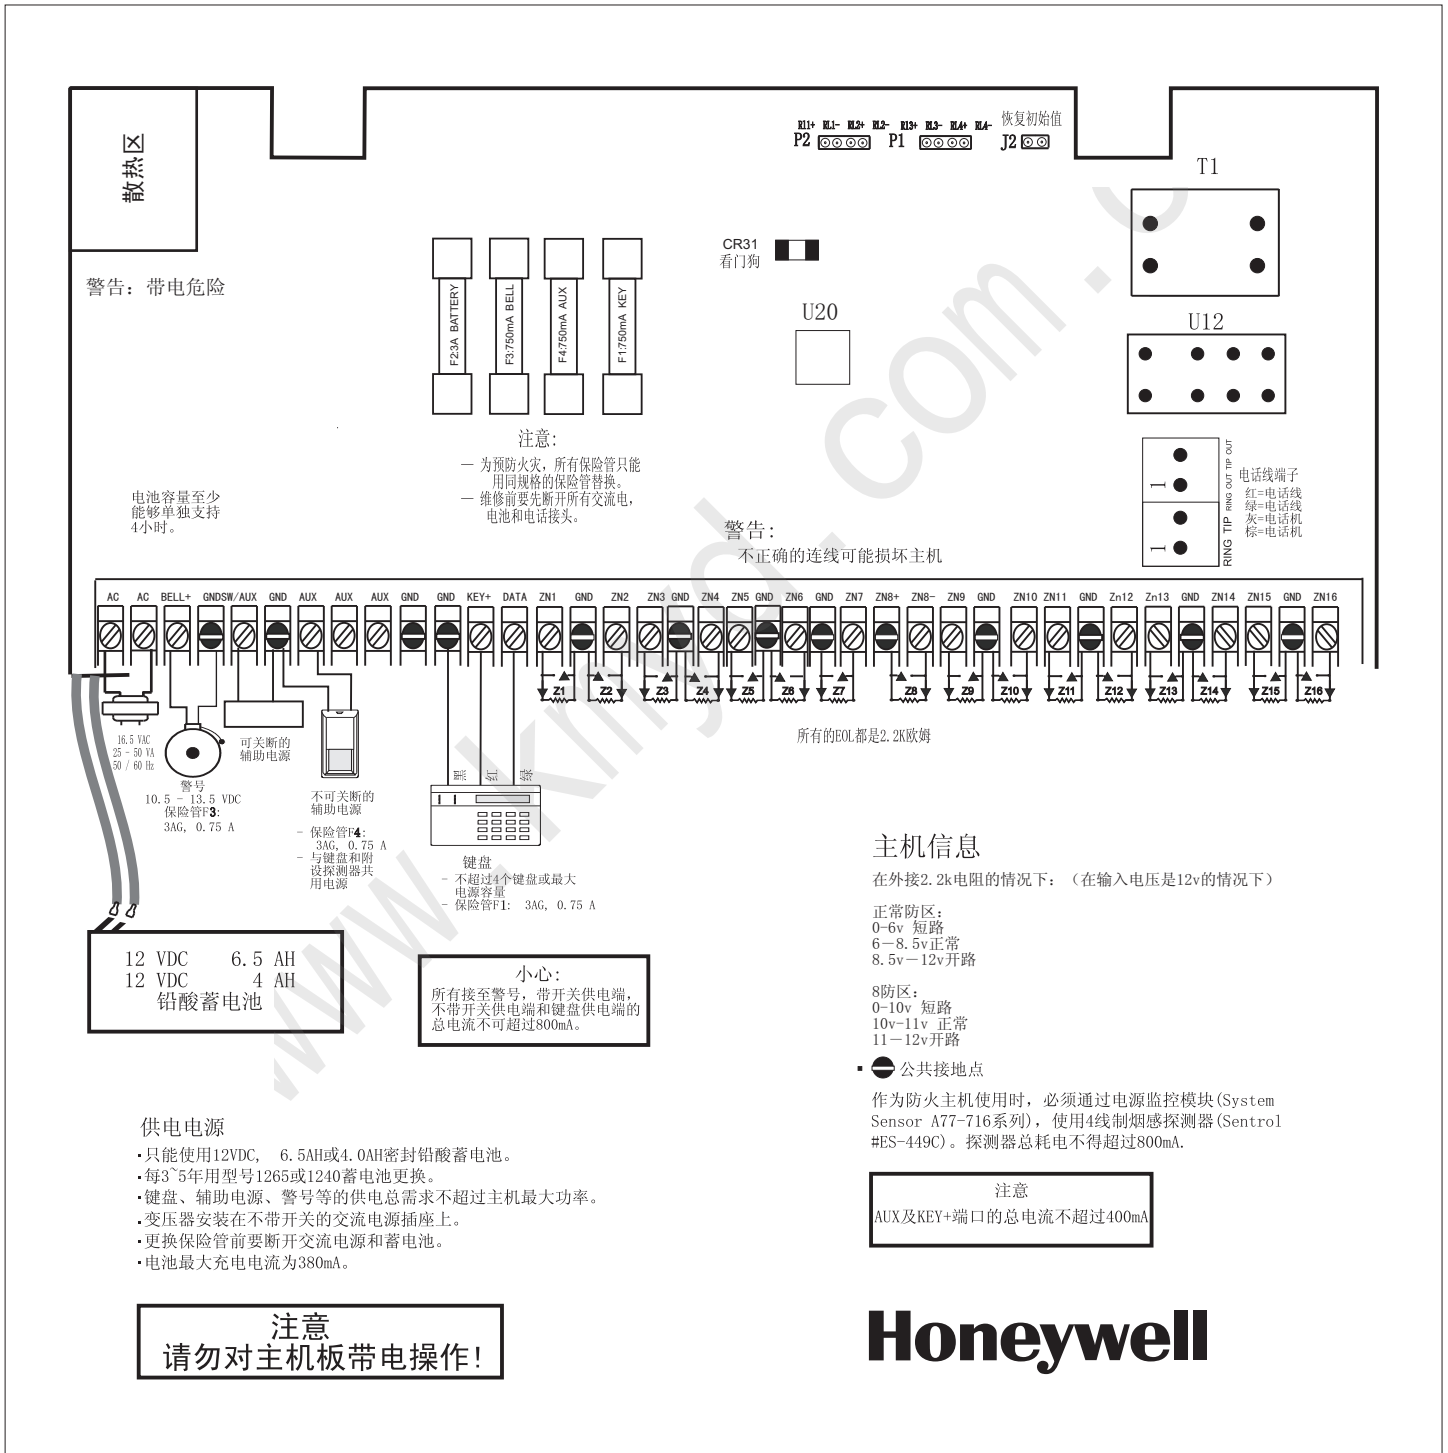 R11+ RL1- RL2+ RL2- R13+ RL3- RL4+ RL4-
恢复初始值
P2 P1 J2
散热区
T1
CR31
看门狗
警告: 带电危险
F2:3A BATTERY
F3:750mA BELL
F4:750mA AUX
F1:750mA KEY
U20
U12
注意:
— 为预防火灾, 所有保险管只能
用同规格的保险管替换。
— 维修前要先断开所有交流电,
电池和电话接头。
电池容量至少
能够单独支持
4小时。
1
1
RING TIP RING OUT TIP OUT
电话线端子
红=电话线
绿=电话线
灰=电话机
棕=电话机
警告:
不正确的连线可能损坏主机
AC AC BELL+ GND SW/AUX GND AUX AUX AUX GND GND KEY+ DATA ZN1 GND ZN2 ZN3 GND ZN4 ZN5 GND ZN6 GND ZN7 ZN8+ ZN8- ZN9 GND ZN10 ZN11 GND Zn12 Zn13 GND ZN14 ZN15 GND ZN16
Z1 Z2 Z3 Z4 Z5 Z6 Z7 Z8 Z9 Z10 Z11 Z12 Z13 Z14 Z15 Z16
所有的EOL都是2.2K欧姆
16.5 VAC
25 - 50 VA
50 / 60 Hz
警号
10.5 - 13.5 VDC
保险管F3:
3AG, 0.75 A
可关断的
辅助电源
不可关断的
辅助电源
- 保险管F4:
3AG, 0.75 A
- 与键盘和附
设探测器共
用电源
黑 红 绿
键盘
- 不超过4个键盘或最大
电源容量
- 保险管F1: 3AG, 0.75 A
12 VDC 6.5 AH
12 VDC 4 AH
铅酸蓄电池
小心:
所有接至警号, 带开关供电端,
不带开关供电端和键盘供电端的
总电流不可超过800mA。
主机信息
在外接2.2k电阻的情况下: (在输入电压是12v的情况下)
正常防区:
0-6v 短路
6－8.5v正常
8.5v－12v开路
8防区:
0-10v 短路
10v-11v 正常
11－12v开路
▪ 公共接地点
作为防火主机使用时, 必须通过电源监控模块(System
Sensor A77-716系列), 使用4线制烟感探测器(Sentrol
#ES-449C)。探测器总耗电不得超过800mA.
注意
AUX及KEY+端口的总电流不超过400mA
供电电源
▪只能使用12VDC, 6.5AH或4.0AH密封铅酸蓄电池。
▪每3~5年用型号1265或1240蓄电池更换。
▪键盘、辅助电源、警号等的供电总需求不超过主机最大功率。
▪变压器安装在不带开关的交流电源插座上。
▪更换保险管前要断开交流电源和蓄电池。
▪电池最大充电电流为380mA。
注意
请勿对主机板带电操作!
Honeywell
www.kmyd.com.c